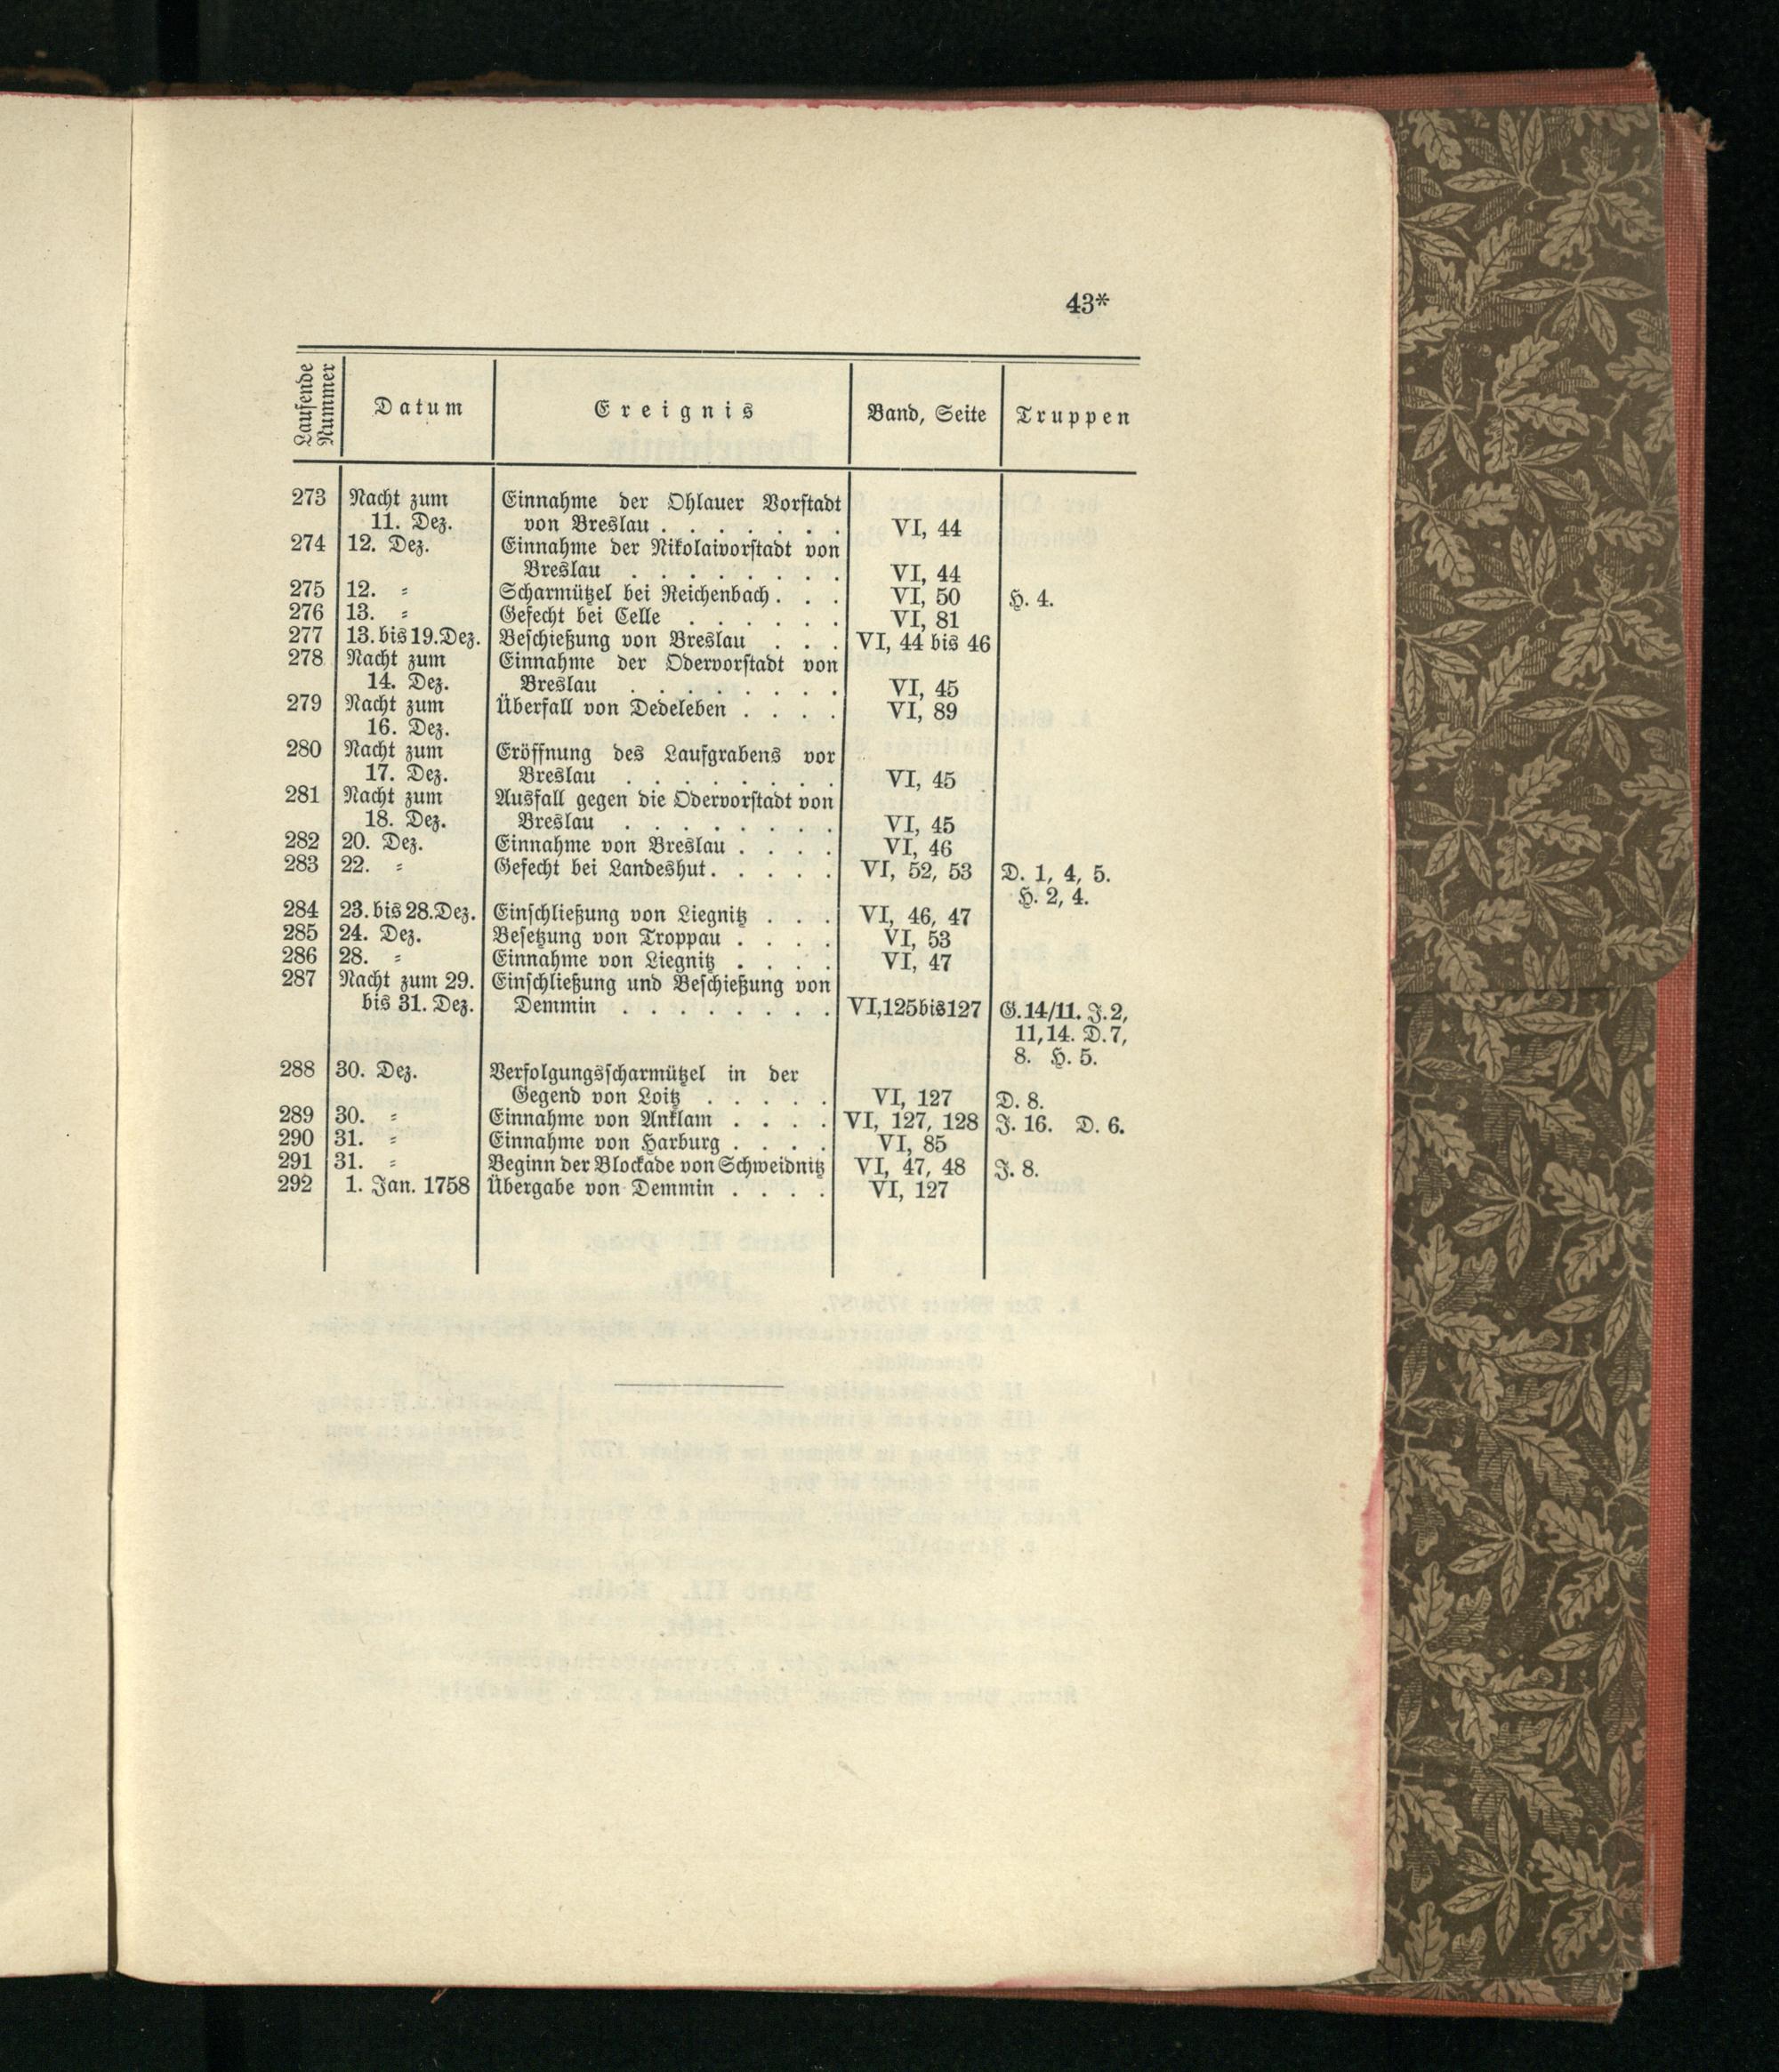 43*
Laufende Nummer | Datum | Ereignis | Band, Seite | Truppen
273 | Nacht zum | Einnahme der Ohlauer Vorstadt
11. Dez. | von Breslau . . . . . . . | VI, 44
274 | 12. Dez. | Einnahme der Nikolaivorstadt von
Breslau . . . . . . . . | VI, 44
275 | 12. = | Scharmützel bei Reichenbach . . . | VI, 50 | H. 4.
276 | 13. = | Gefecht bei Celle . . . . . . | VI, 81
277 | 13. bis 19. Dez. | Beschießung von Breslau . . . | VI, 44 bis 46
278 | Nacht zum | Einnahme der Odervorstadt von
14. Dez. | Breslau . . . . . . . . | VI, 45
279 | Nacht zum | Überfall von Dedeleben . . . . | VI, 89
16. Dez.
280 | Nacht zum | Eröffnung des Laufgrabens vor
17. Dez. | Breslau . . . . . . . . | VI, 45
281 | Nacht zum | Ausfall gegen die Odervorstadt von
18. Dez. | Breslau . . . . . . . . | VI, 45
282 | 20. Dez. | Einnahme von Breslau . . . . | VI, 46
283 | 22. = | Gefecht bei Landeshut . . . . . | VI, 52, 53 | D. 1, 4, 5.
H. 2, 4.
284 | 23. bis 28. Dez. | Einschließung von Liegnitz . . . | VI, 46, 47
285 | 24. Dez. | Besetzung von Troppau . . . . | VI, 53
286 | 28. = | Einnahme von Liegnitz . . . . | VI, 47
287 | Nacht zum 29. | Einschließung und Beschießung von
bis 31. Dez. | Demmin . . . . . . . . | VI, 125 bis 127 | G. 14/11. J. 2,
11, 14. D. 7,
8. H. 5.
288 | 30. Dez. | Verfolgungsscharmützel in der
Gegend von Loitz . . . . . | VI, 127 | D. 8.
289 | 30. = | Einnahme von Anklam . . . . | VI, 127, 128 | J. 16. D. 6.
290 | 31. = | Einnahme von Harburg . . . . | VI, 85
291 | 31. = | Beginn der Blockade von Schweidnitz | VI, 47, 48 | J. 8.
292 | 1. Jan. 1758 | Übergabe von Demmin . . . . | VI, 127